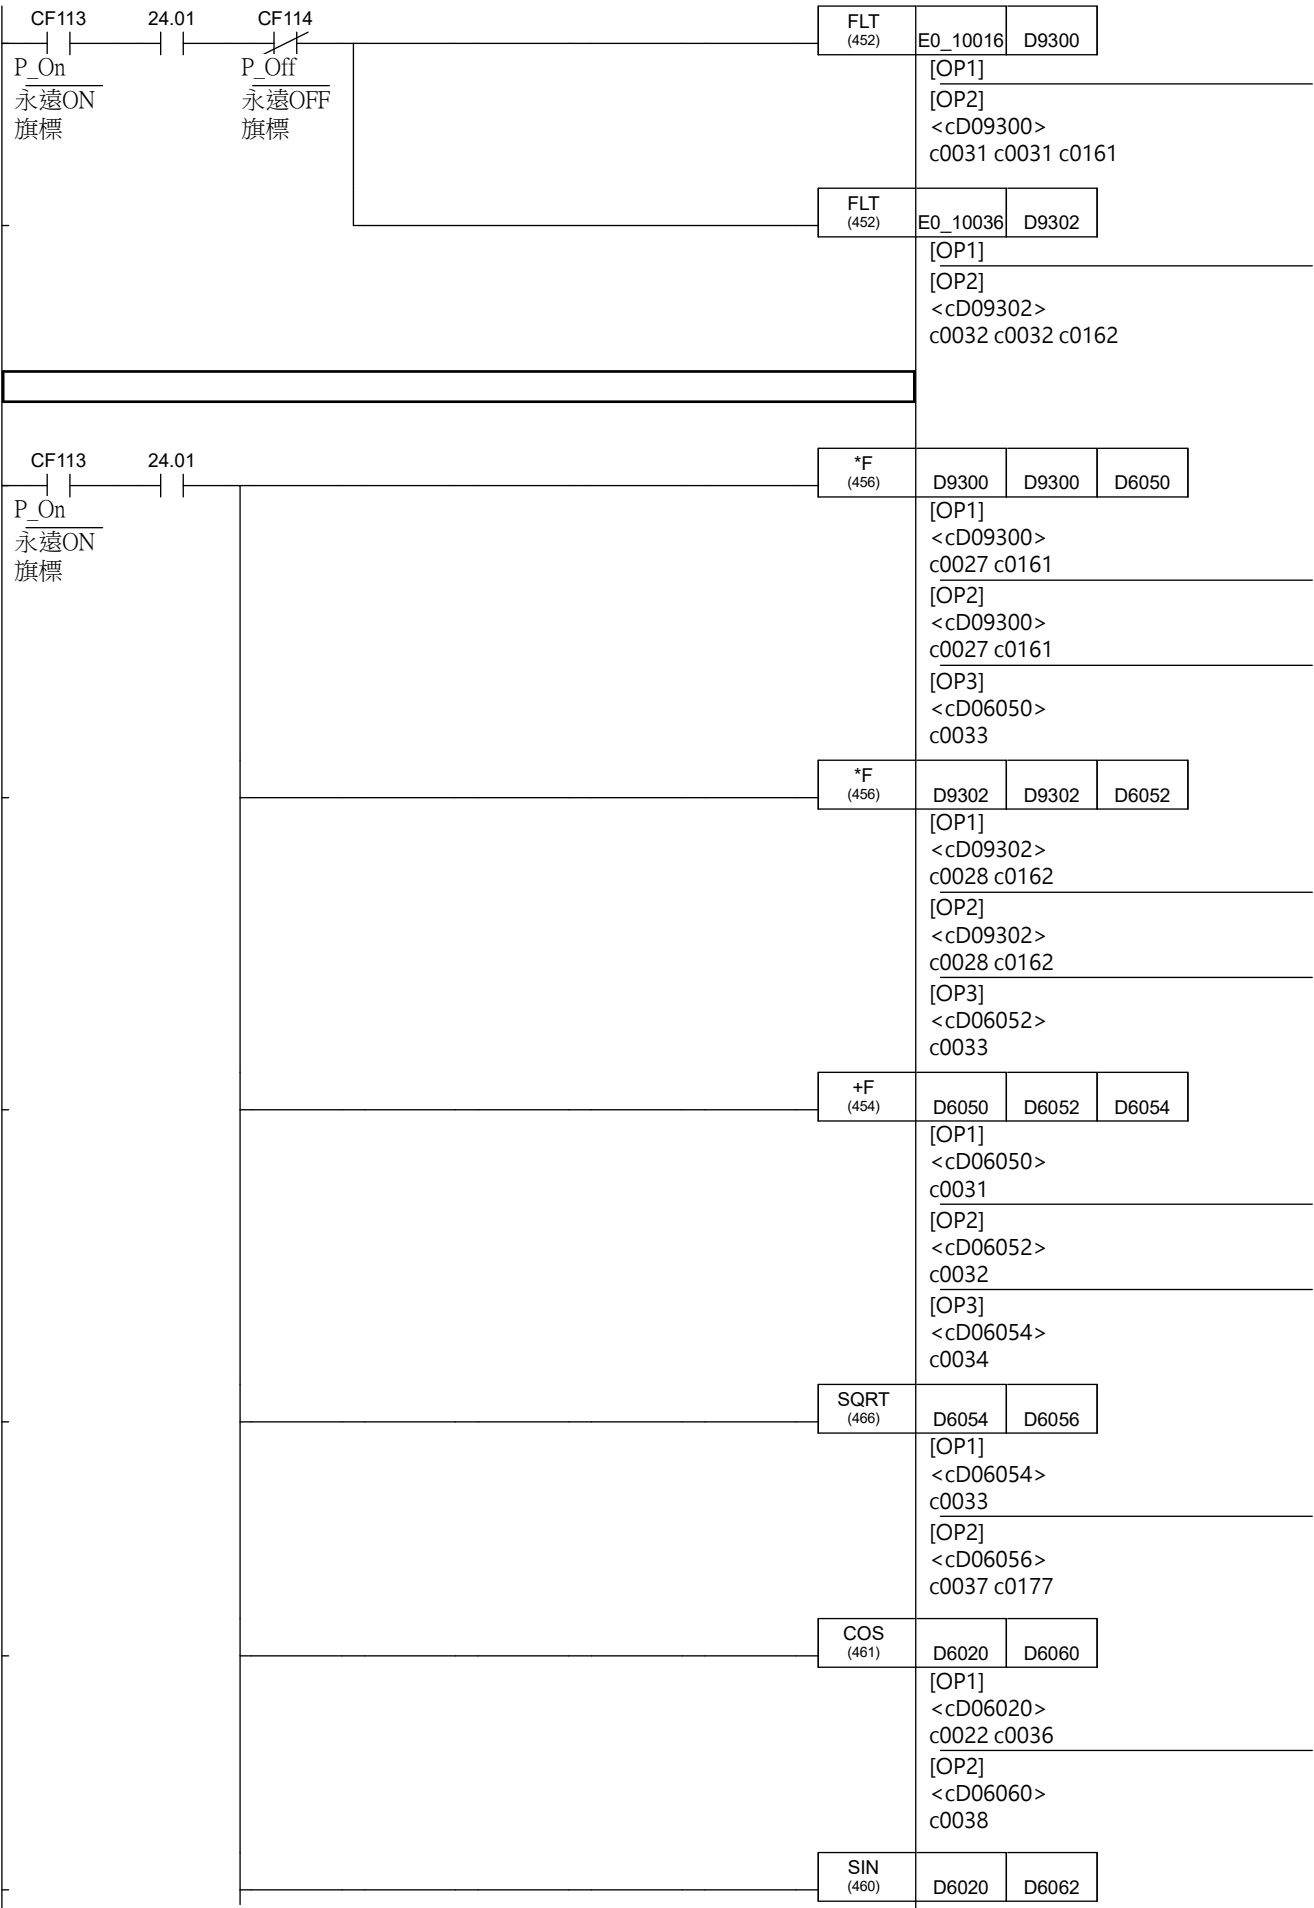 CF113 24.01 CF114 FLT
(452) E0_10016 D9300
P_On P_Off [OP1]
永遠ON 永遠OFF [OP2]
旗標 旗標 <cD09300>
c0031 c0031 c0161
FLT
(452) E0_10036 D9302
[OP1]
[OP2]
<cD09302>
c0032 c0032 c0162
CF113 24.01 *F
(456) D9300 D9300 D6050
P_On [OP1]
永遠ON <cD09300>
旗標 c0027 c0161
[OP2]
<cD09300>
c0027 c0161
[OP3]
<cD06050>
c0033
*F
(456) D9302 D9302 D6052
[OP1]
<cD09302>
c0028 c0162
[OP2]
<cD09302>
c0028 c0162
[OP3]
<cD06052>
c0033
+F
(454) D6050 D6052 D6054
[OP1]
<cD06050>
c0031
[OP2]
<cD06052>
c0032
[OP3]
<cD06054>
c0034
SQRT
(466) D6054 D6056
[OP1]
<cD06054>
c0033
[OP2]
<cD06056>
c0037 c0177
COS
(461) D6020 D6060
[OP1]
<cD06020>
c0022 c0036
[OP2]
<cD06060>
c0038
SIN
(460) D6020 D6062